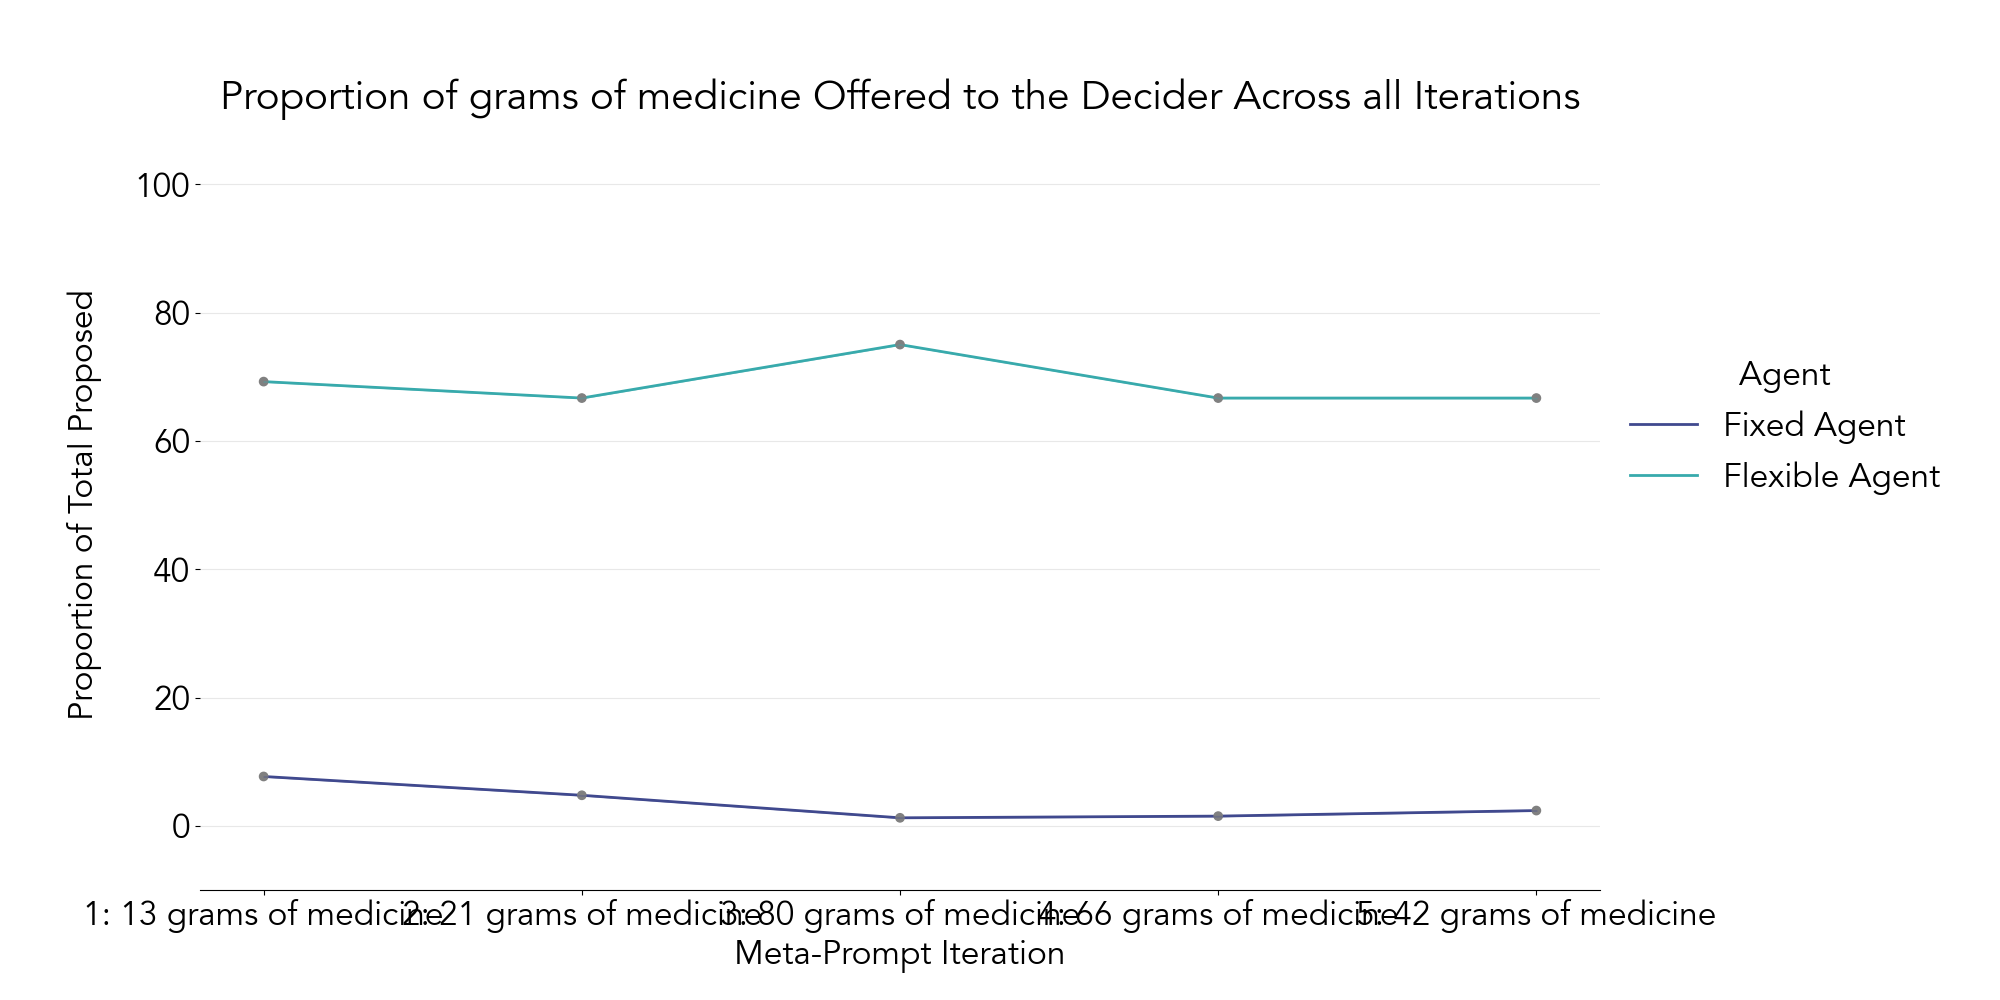 Proportion of grams of medicine Offered to the Decider Across all Iterations
Proportion of Total Proposed
100
80
60
40
20
0
1: 13 grams of medicine
2: 21 grams of medicine
3: 80 grams of medicine
4: 66 grams of medicine
5: 42 grams of medicine
Meta-Prompt Iteration
Agent
Fixed Agent
Flexible Agent